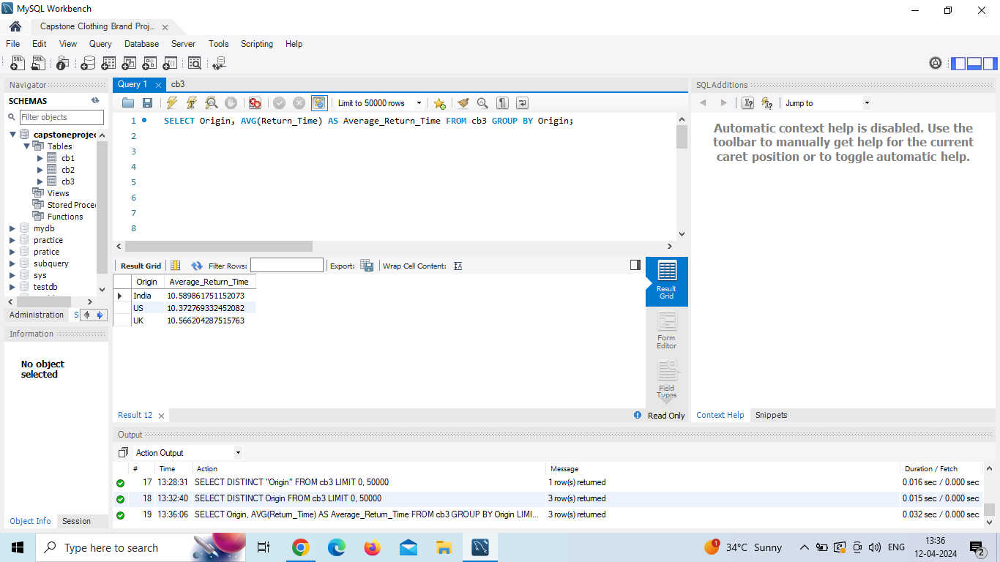 MySQL Workbench
Capstone Clothing Brand Proj...
File Edit View Query Database Server Tools Scripting Help
Navigator
SCHEMAS
Filter objects
capstoneprojec
Tables
cb1
cb2
cb3
Views
Stored Proce
Functions
mydb
practice
pratice
subquery
sys
testdb
Administration S
Information
No object
selected
Object Info Session
Query 1 cb3
Limit to 50000 rows
1 SELECT Origin, AVG(Return_Time) AS Average_Return_Time FROM cb3 GROUP BY Origin;
2
3
4
5
6
7
8
Result Grid Filter Rows: Export: Wrap Cell Content:
Origin Average_Return_Time
India 10.589861751152073
US 10.372769332452082
UK 10.566204287515763
Result
Grid
Form
Editor
Field
Types
Result 12 Read Only
SQLAdditions
Jump to
Automatic context help is disabled. Use the
toolbar to manually get help for the current
caret position or to toggle automatic help.
Context Help Snippets
Output
Action Output
# Time Action Message Duration / Fetch
17 13:28:31 SELECT DISTINCT "Origin" FROM cb3 LIMIT 0, 50000 1 row(s) returned 0.016 sec / 0.000 sec
18 13:32:40 SELECT DISTINCT Origin FROM cb3 LIMIT 0, 50000 3 row(s) returned 0.015 sec / 0.000 sec
19 13:36:06 SELECT Origin, AVG(Return_Time) AS Average_Return_Time FROM cb3 GROUP BY Origin LIMI... 3 row(s) returned 0.032 sec / 0.000 sec
Type here to search
1
34°C Sunny
ENG
13:36
12-04-2024
2